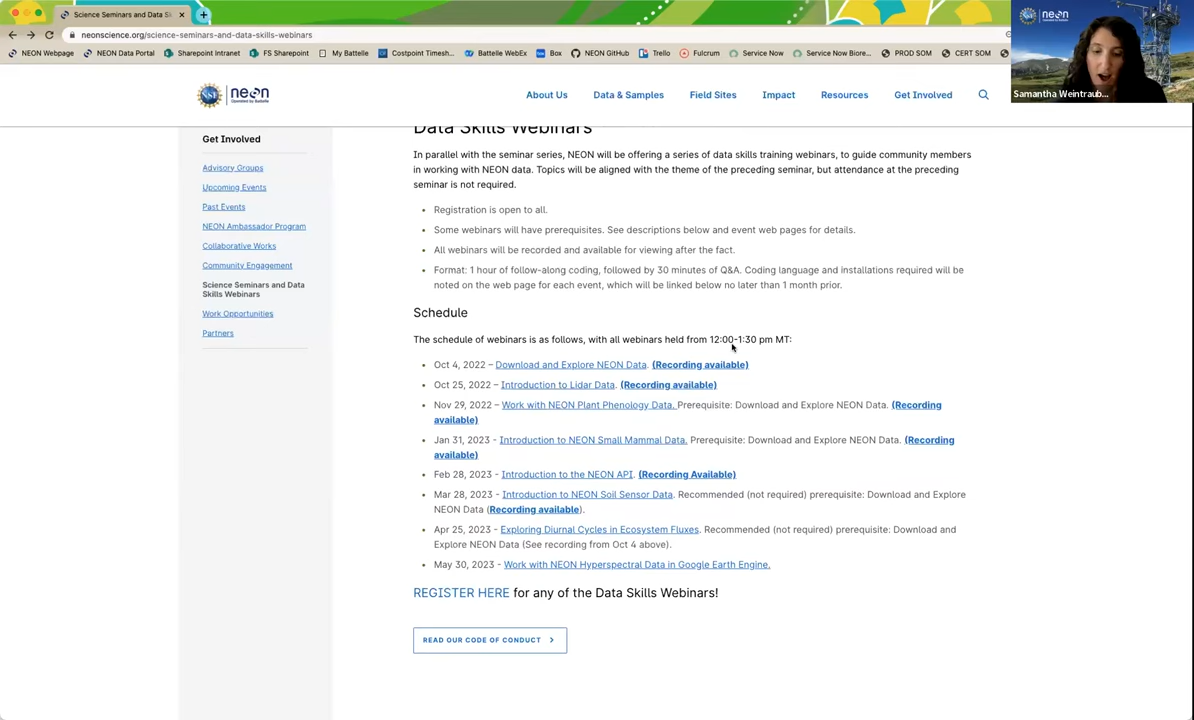 Science Seminars and Data Sk
neonscience.org/science-seminars-and-data-skills-webinars
NEON Webpage
NEON Data Portal
Sharepoint Intranet
FS Sharepoint
My Battelle
Costpoint Timesh...
Battelle WebEx
Box
NEON GitHub
Trello
Fulcrum
Service Now
Service Now Biore...
PROD SOM
CERT SOM
neon
Samantha Weintraub...
NSF
neon
Operated by Battelle
About Us
Data & Samples
Field Sites
Impact
Resources
Get Involved
Get Involved
Advisory Groups
Upcoming Events
Past Events
NEON Ambassador Program
Collaborative Works
Community Engagement
Science Seminars and Data
Skills Webinars
Work Opportunities
Partners
Data Skills Webinars
In parallel with the seminar series, NEON will be offering a series of data skills training webinars, to guide community members
in working with NEON data. Topics will be aligned with the theme of the preceding seminar, but attendance at the preceding
seminar is not required.
• Registration is open to all.
• Some webinars will have prerequisites. See descriptions below and event web pages for details.
• All webinars will be recorded and available for viewing after the fact.
• Format: 1 hour of follow-along coding, followed by 30 minutes of Q&A. Coding language and installations required will be
noted on the web page for each event, which will be linked below no later than 1 month prior.
Schedule
The schedule of webinars is as follows, with all webinars held from 12:00-1:30 pm MT:
• Oct 4, 2022 – Download and Explore NEON Data. (Recording available)
• Oct 25, 2022 – Introduction to Lidar Data. (Recording available)
• Nov 29, 2022 – Work with NEON Plant Phenology Data. Prerequisite: Download and Explore NEON Data. (Recording
available)
• Jan 31, 2023 - Introduction to NEON Small Mammal Data. Prerequisite: Download and Explore NEON Data. (Recording
available)
• Feb 28, 2023 - Introduction to the NEON API. (Recording Available)
• Mar 28, 2023 - Introduction to NEON Soil Sensor Data. Recommended (not required) prerequisite: Download and Explore
NEON Data (Recording available).
• Apr 25, 2023 - Exploring Diurnal Cycles in Ecosystem Fluxes. Recommended (not required) prerequisite: Download and
Explore NEON Data (See recording from Oct 4 above).
• May 30, 2023 - Work with NEON Hyperspectral Data in Google Earth Engine.
REGISTER HERE for any of the Data Skills Webinars!
READ OUR CODE OF CONDUCT